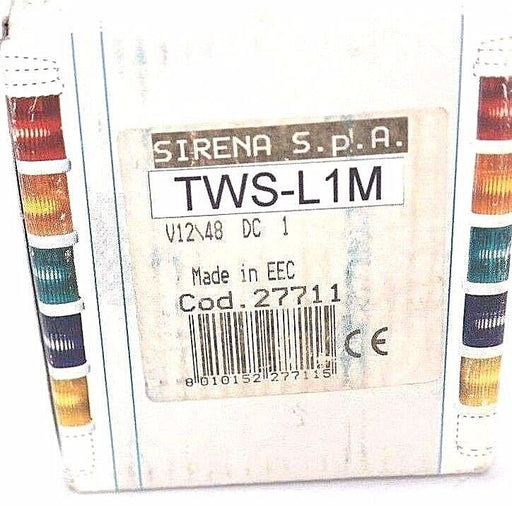 SIRENA S.p.A.
TWS-L1M
V12\48 DC 1
Made in EEC
Cod.27711
CE
8 010152 277115